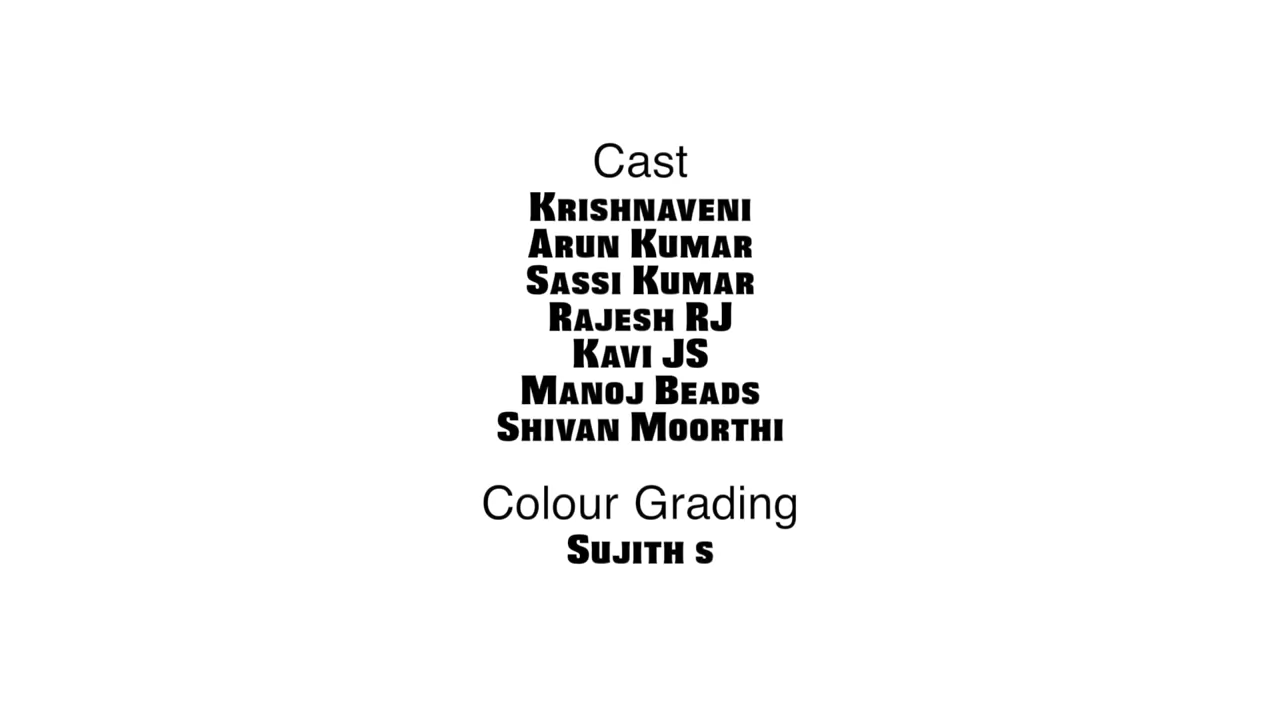 Cast
Krishnaveni
Arun Kumar
Sassi Kumar
Rajesh RJ
Kavi JS
Manoj Beads
Shivan Moorthi
Colour Grading
Sujith s